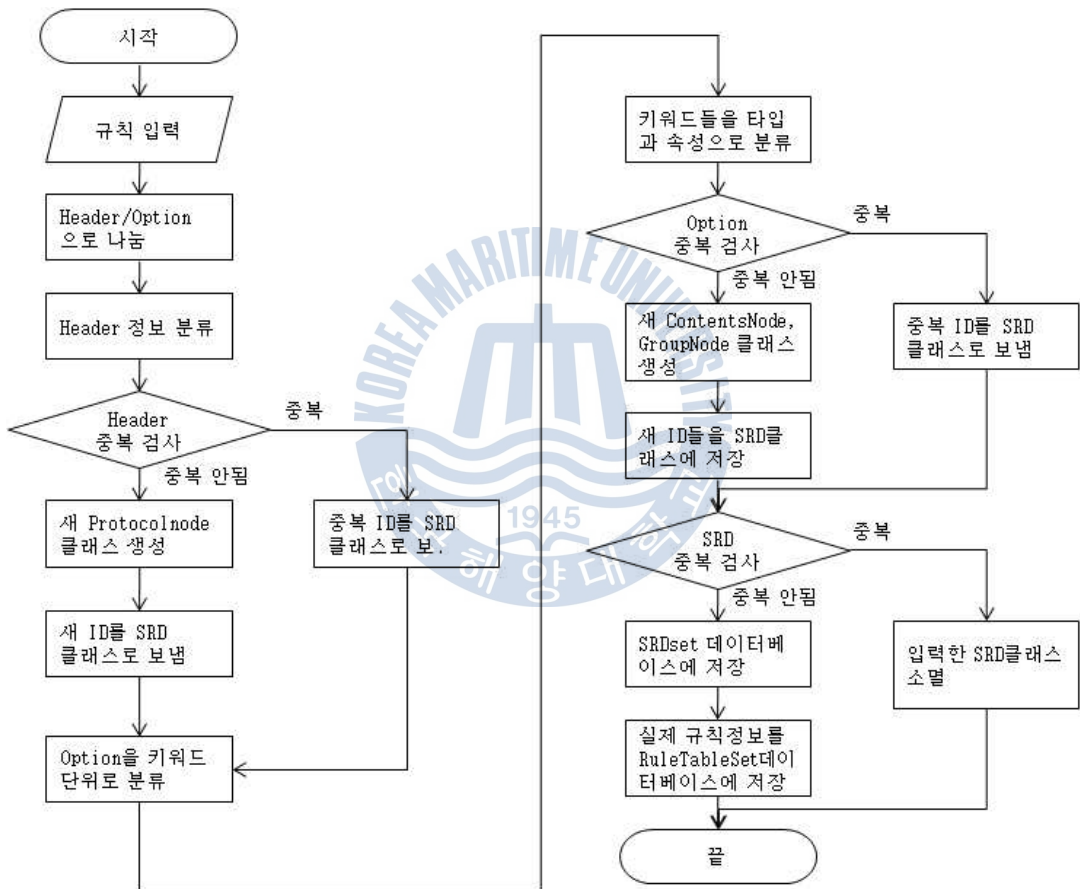 시작
규칙 입력
Header/Option
으로 나눔
Header 정보 분류
Header
중복 검사
중복
중복 안됨
새 Protocolnode
클래스 생성
중복 ID를 SRD
클래스로 보.
새 ID를 SRD
클래스로 보냄
Option을 키워드
단위로 분류
키워드들을 타입
과 속성으로 분류
Option
중복 검사
중복
중복 안됨
새 ContentsNode,
GroupNode 클래스
생성
중복 ID를 SRD
클래스로 보냄
새 ID들을 SRD클
래스에 저장
SRD
중복 검사
중복
중복 안됨
SRDset 데이터베
이스에 저장
입력한 SRD클래스
소멸
실제 규칙정보를
RuleTableSet데이
터베이스에 저장
끝
KOREA MARITIME UNIVERSITY
1945
한국해양대학교